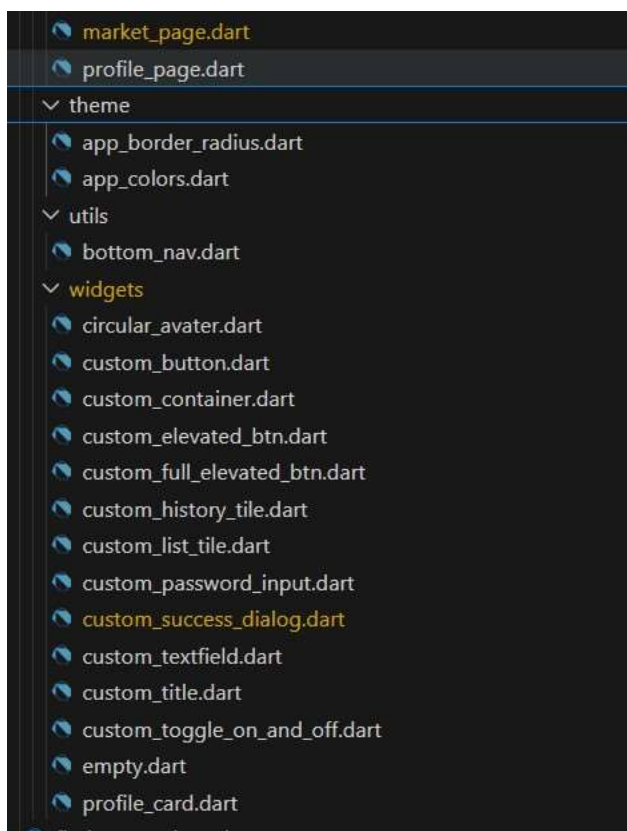 market_page.dart
profile_page.dart
theme
app_border_radius.dart
app_colors.dart
utils
bottom_nav.dart
widgets
circular_avater.dart
custom_button.dart
custom_container.dart
custom_elevated_btn.dart
custom_full_elevated_btn.dart
custom_history_tile.dart
custom_list_tile.dart
custom_password_input.dart
custom_success_dialog.dart
custom_textfield.dart
custom_title.dart
custom_toggle_on_and_off.dart
empty.dart
profile_card.dart